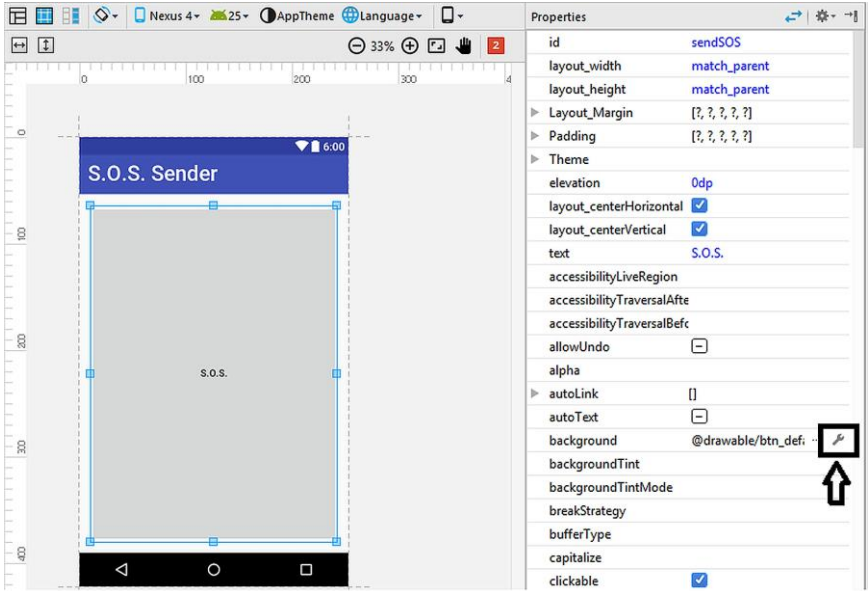 Nexus 4 25 AppTheme Language
33% 2
0 100 200 300 4
0
100
200
300
400
6:00
S.O.S. Sender
S.O.S.
Properties
id sendSOS
layout_width match_parent
layout_height match_parent
Layout_Margin [?, ?, ?, ?, ?]
Padding [?, ?, ?, ?, ?]
Theme
elevation 0dp
layout_centerHorizontal
layout_centerVertical
text S.O.S.
accessibilityLiveRegion
accessibilityTraversalAfte
accessibilityTraversalBefo
allowUndo
alpha
autoLink []
autoText
background @drawable/btn_defa ..
backgroundTint
backgroundTintMode
breakStrategy
bufferType
capitalize
clickable